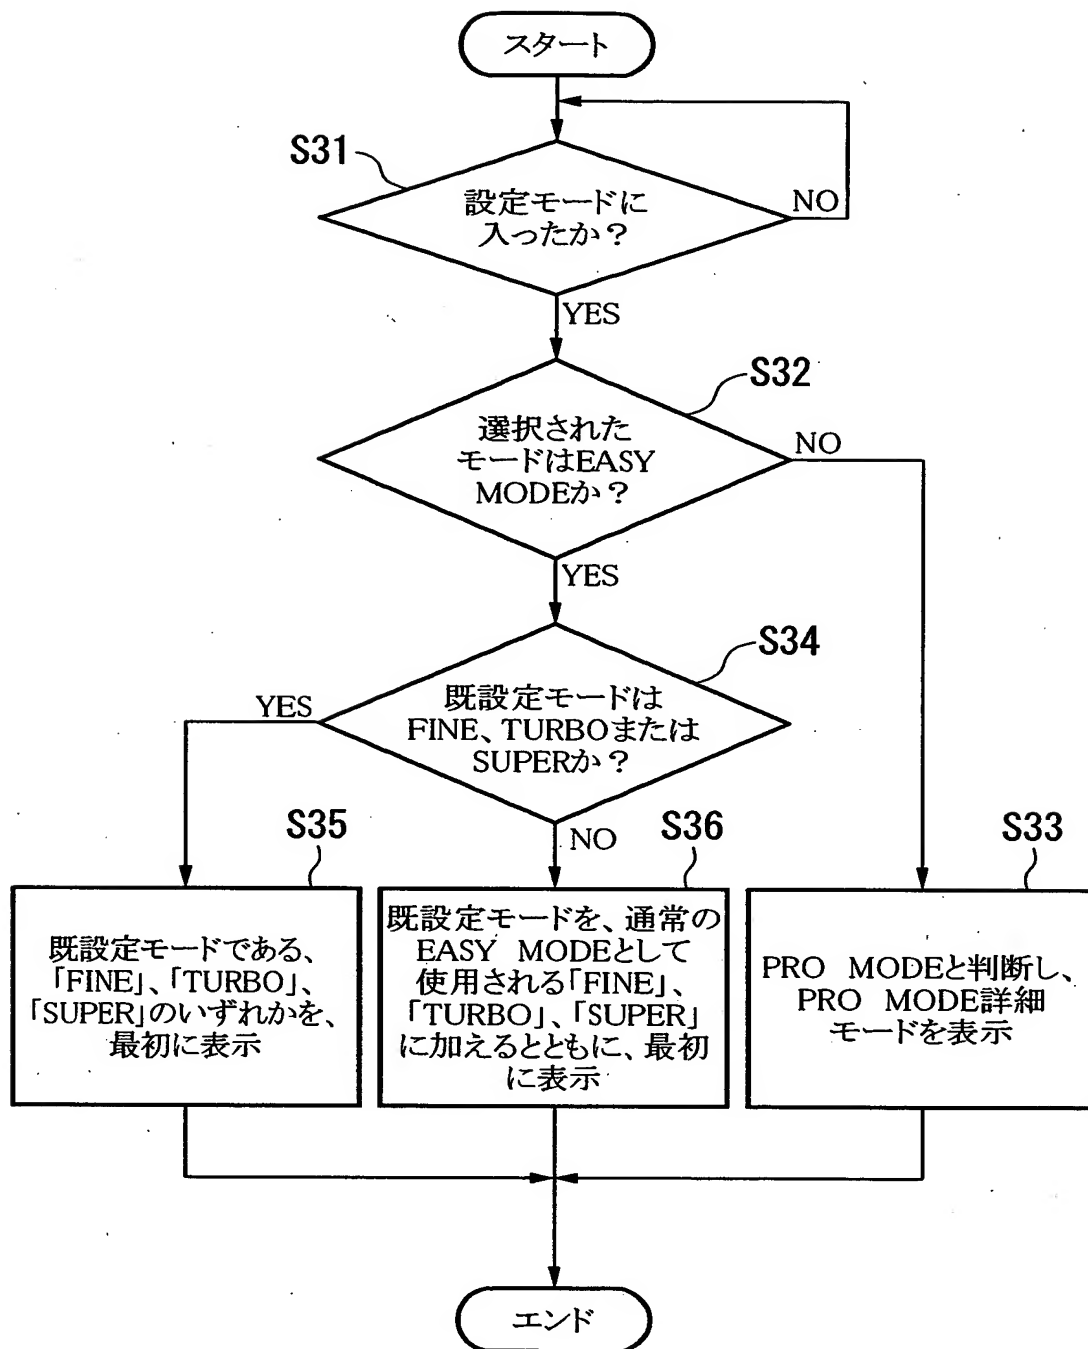 スタート
S31
設定モードに
入ったか?
NO
YES
S32
選択された
モードはEASY
MODEか?
NO
YES
S34
既設定モードは
FINE、TURBOまたは
SUPERか?
YES
NO
S35
既設定モードである、
「FINE」、「TURBO」、
「SUPER」のいずれかを、
最初に表示
S36
既設定モードを、通常の
EASY MODEとして
使用される「FINE」、
「TURBO」、「SUPER」
に加えるとともに、最初
に表示
S33
PRO MODEと判断し、
PRO MODE詳細
モードを表示
エンド